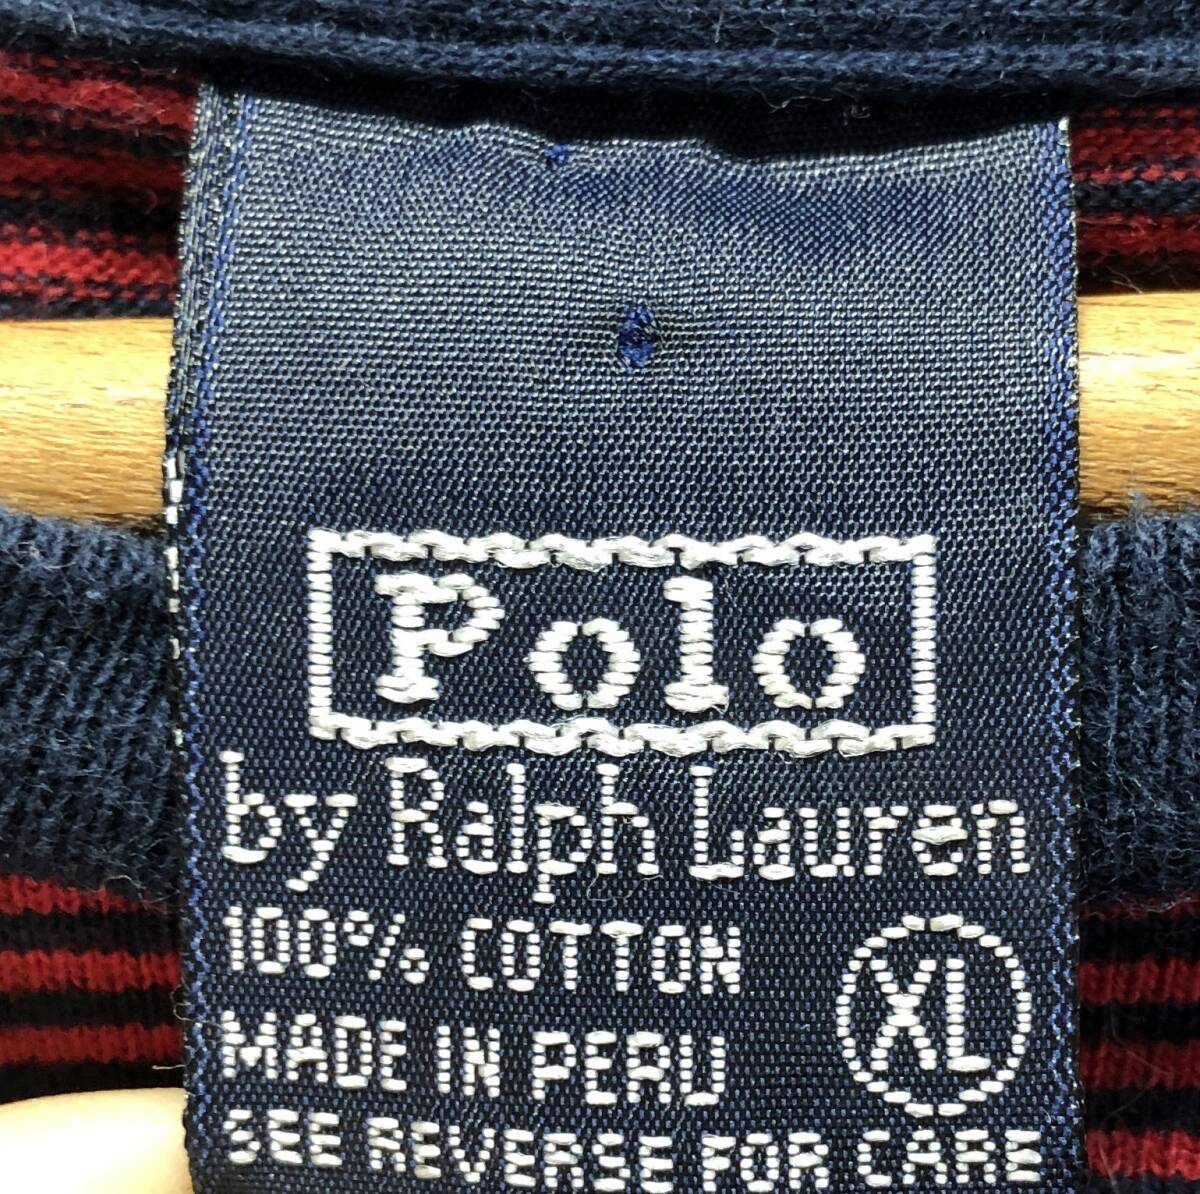 Polo
by Ralph Lauren
100% COTTON
XL
MADE IN PERU
SEE REVERSE FOR CARE